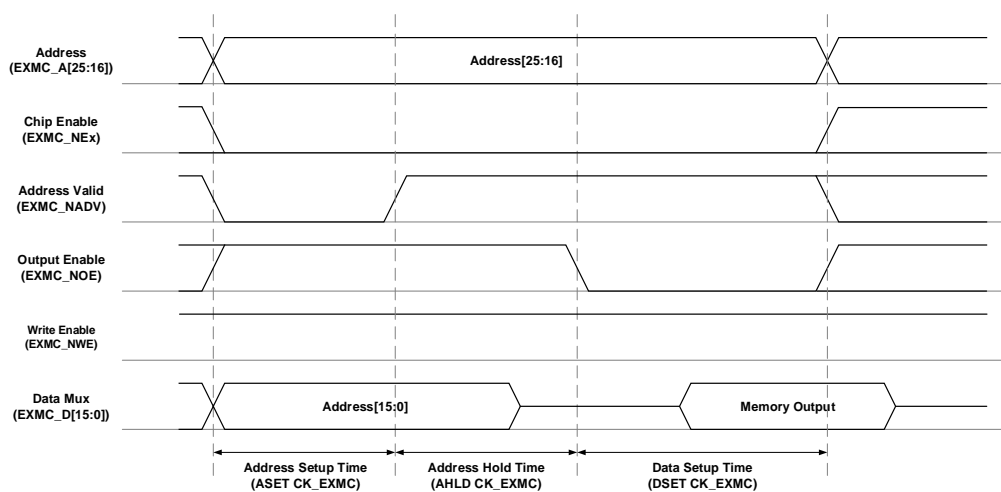 Address
(EXMC_A[25:16])
Address[25:16]
Chip Enable
(EXMC_NEx)
Address Valid
(EXMC_NADV)
Output Enable
(EXMC_NOE)
Write Enable
(EXMC_NWE)
Data Mux
(EXMC_D[15:0])
Address[15:0]
Memory Output
Address Setup Time
(ASET CK_EXMC)
Address Hold Time
(AHLD CK_EXMC)
Data Setup Time
(DSET CK_EXMC)